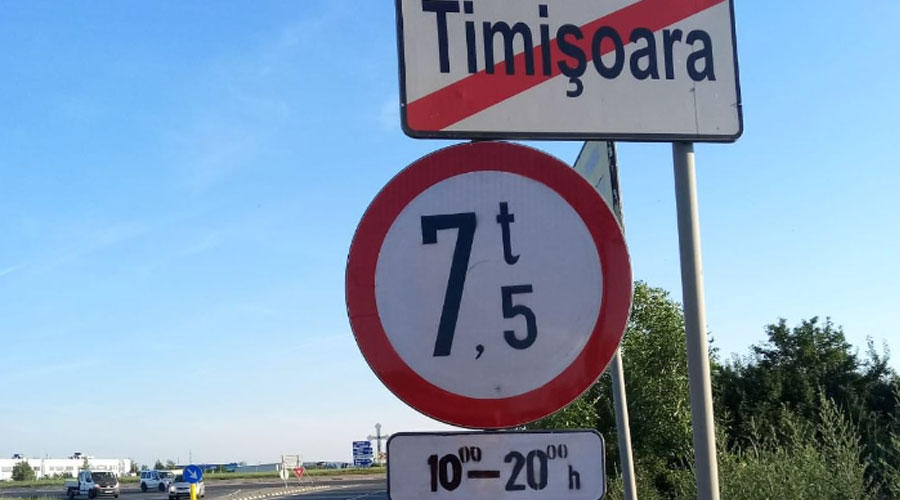 Timişoara
7,5 t
10⁰⁰-20⁰⁰ h